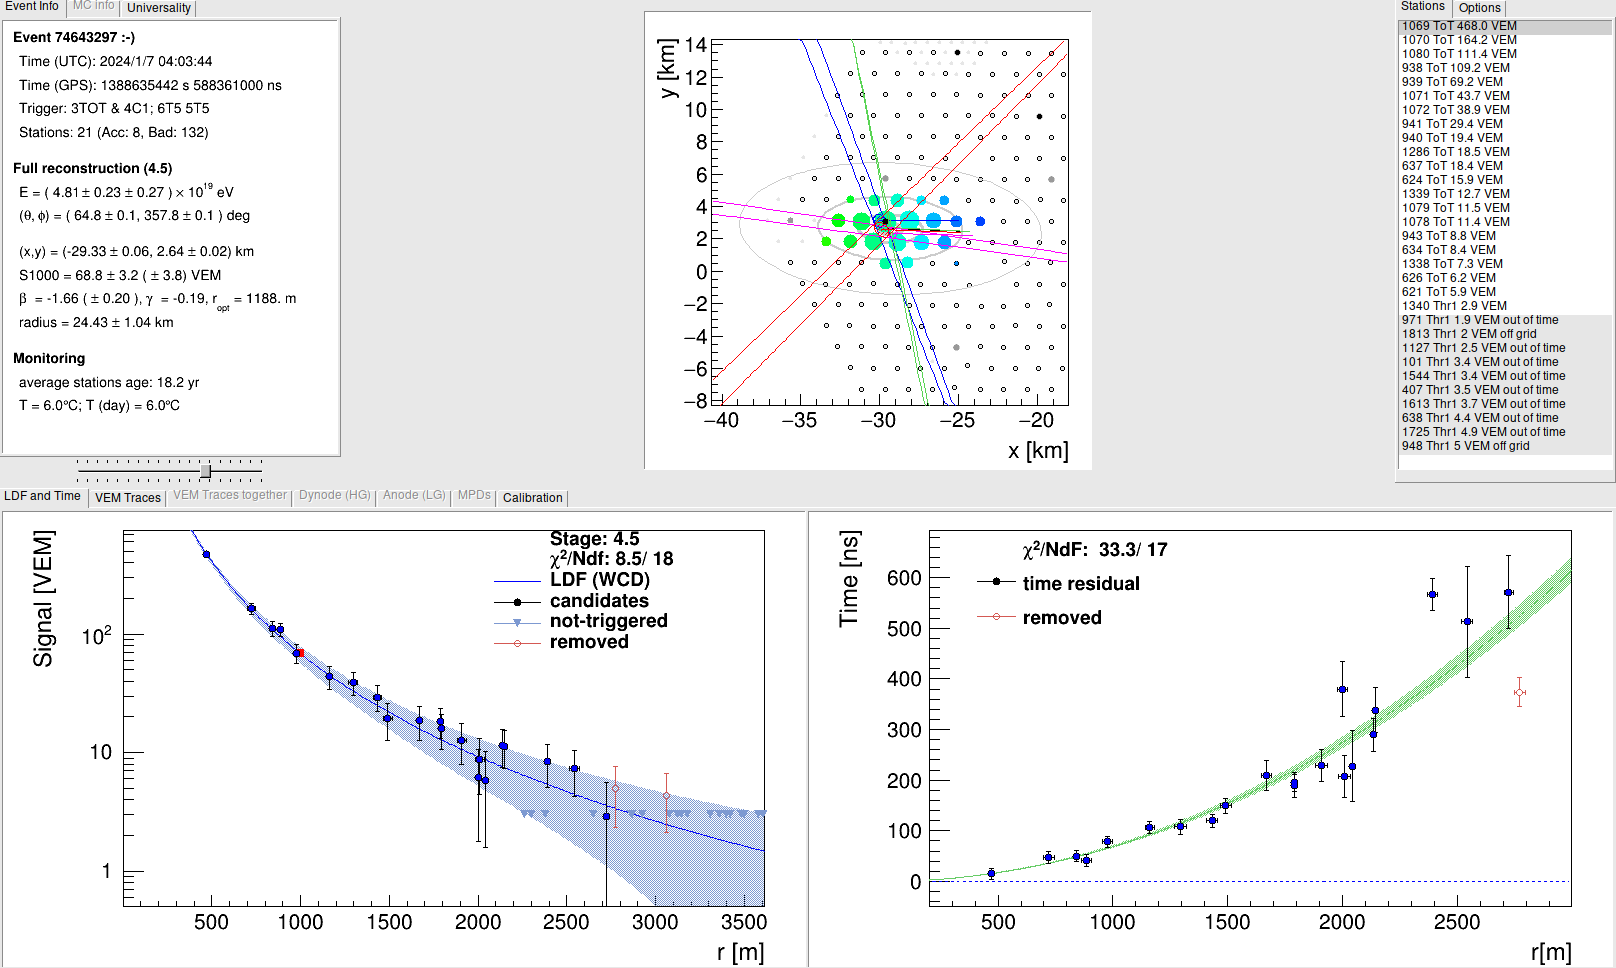 Event Info MC info Universality
Event 74643297 :-)
Time (UTC): 2024/1/7 04:03:44
Time (GPS): 1388635442 s 588361000 ns
Trigger: 3TOT & 4C1; 6T5 5T5
Stations: 21 (Acc: 8, Bad: 132)
Full reconstruction (4.5)
E = ( 4.81 ± 0.23 ± 0.27 ) × 10^19 eV
(θ, ϕ) = ( 64.8 ± 0.1, 357.8 ± 0.1 ) deg
(x,y) = (-29.33 ± 0.06, 2.64 ± 0.02) km
S1000 = 68.8 ± 3.2 ( ± 3.8) VEM
β = -1.66 ( ± 0.20 ), γ = -0.19, r_opt = 1188. m
radius = 24.43 ± 1.04 km
Monitoring
average stations age: 18.2 yr
T = 6.0°C; T (day) = 6.0°C
y [km]
14
12
10
8
6
4
2
0
−2
−4
−6
−8
−40 −35 −30 −25 −20
x [km]
Stations Options
1069 ToT 468.0 VEM
1070 ToT 164.2 VEM
1080 ToT 111.4 VEM
938 ToT 109.2 VEM
939 ToT 69.2 VEM
1071 ToT 43.7 VEM
1072 ToT 38.9 VEM
941 ToT 29.4 VEM
940 ToT 19.4 VEM
1286 ToT 18.5 VEM
637 ToT 18.4 VEM
624 ToT 15.9 VEM
1339 ToT 12.7 VEM
1079 ToT 11.5 VEM
1078 ToT 11.4 VEM
943 ToT 8.8 VEM
634 ToT 8.4 VEM
1338 ToT 7.3 VEM
626 ToT 6.2 VEM
621 ToT 5.9 VEM
1340 Thr1 2.9 VEM
971 Thr1 1.9 VEM out of time
1813 Thr1 2 VEM off grid
1127 Thr1 2.5 VEM out of time
101 Thr1 3.4 VEM out of time
1544 Thr1 3.4 VEM out of time
407 Thr1 3.5 VEM out of time
1613 Thr1 3.7 VEM out of time
638 Thr1 4.4 VEM out of time
1725 Thr1 4.9 VEM out of time
948 Thr1 5 VEM off grid
LDF and Time VEM Traces VEM Traces together Dynode (HG) Anode (LG) MPDs Calibration
Signal [VEM]
Stage: 4.5
χ²/Ndf: 8.5/ 18
LDF (WCD)
candidates
not-triggered
removed
10²
10
1
500 1000 1500 2000 2500 3000 3500
r [m]
Time [ns]
χ²/NdF: 33.3/ 17
time residual
removed
600
500
400
300
200
100
0
500 1000 1500 2000 2500
r[m]